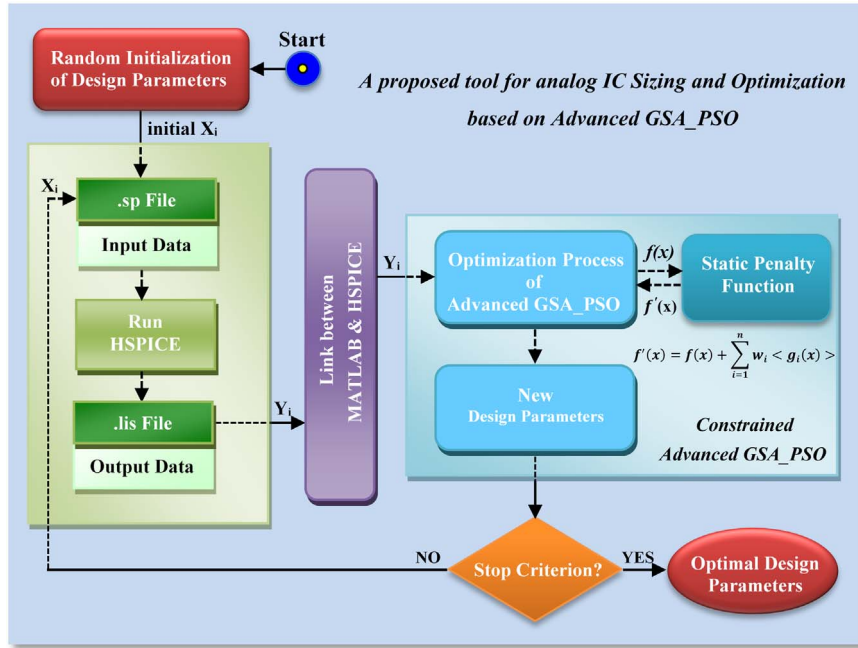 Start
Random Initialization
of Design Parameters
A proposed tool for analog IC Sizing and Optimization
based on Advanced GSA_PSO
initial Xᵢ
Xᵢ
.sp File
Input Data
Run
HSPICE
.lis File
Output Data
Yᵢ
Link between
MATLAB & HSPICE
Yᵢ
Optimization Process
of
Advanced GSA_PSO
f(x)
f′(x)
Static Penalty
Function
f′(x) = f(x) + ∑ⁿᵢ₌₁ wᵢ < gᵢ(x) >
New
Design Parameters
Constrained
Advanced GSA_PSO
Stop Criterion?
NO
YES
Optimal Design
Parameters